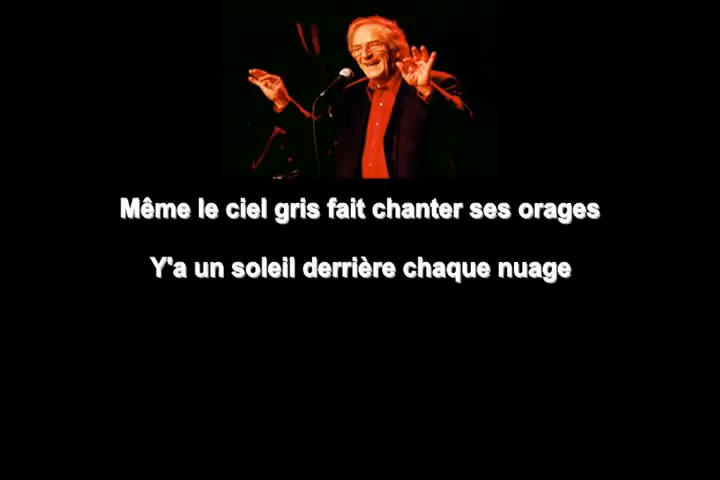 Même le ciel gris fait chanter ses orages
Y'a un soleil derrière chaque nuage